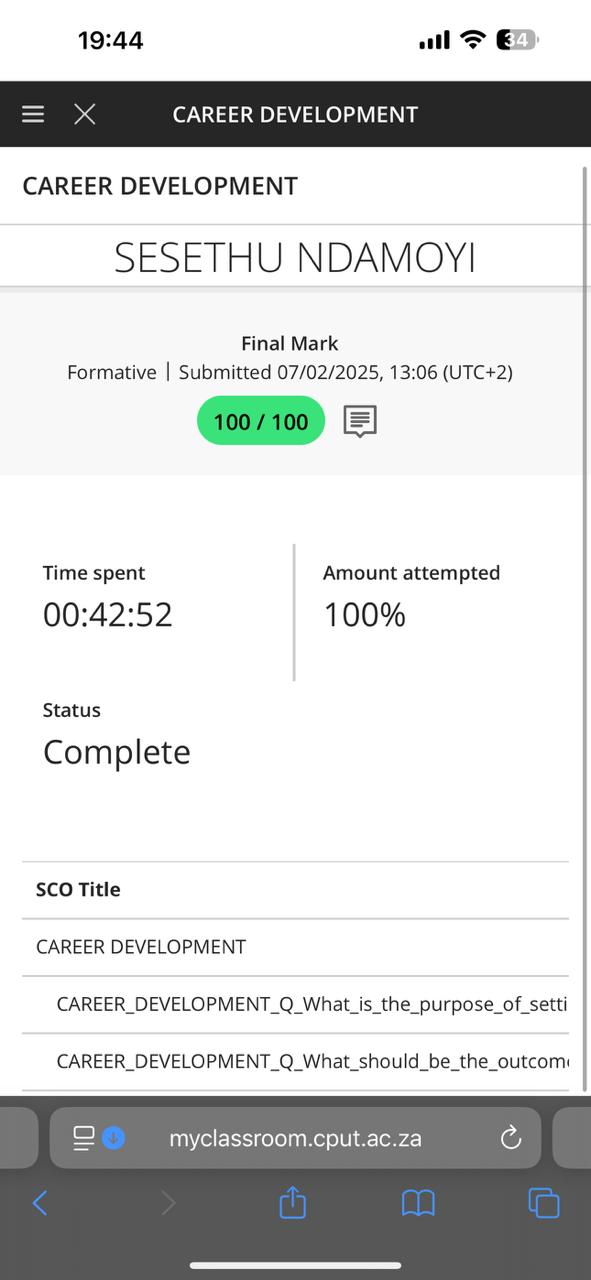 19:44
34
CAREER DEVELOPMENT
CAREER DEVELOPMENT
SESETHU NDAMOYI
Final Mark
Formative | Submitted 07/02/2025, 13:06 (UTC+2)
100 / 100
Time spent
00:42:52
Amount attempted
100%
Status
Complete
SCO Title
CAREER DEVELOPMENT
CAREER_DEVELOPMENT_Q_What_is_the_purpose_of_setti
CAREER_DEVELOPMENT_Q_What_should_be_the_outcome
myclassroom.cput.ac.za